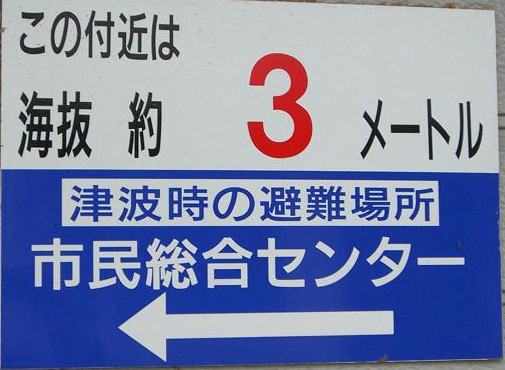 この付近は
海抜 約 3 メートル
津波時の避難場所
市民総合センター